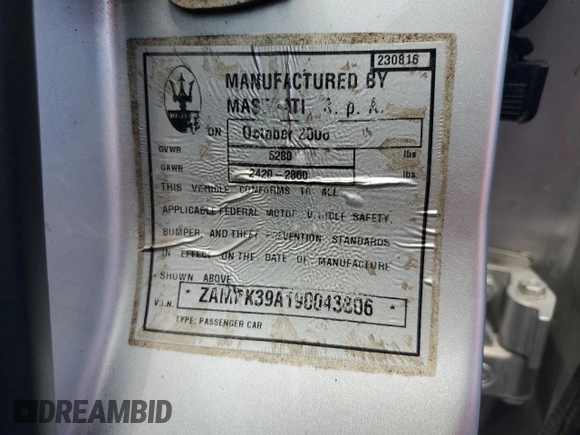 230816
MANUFACTURED BY
S.p.A.
ON October
GVWR 5280 lbs
GAWR 2420-2860 lbs
THIS VEHICLE CONFORMS TO ALL
APPLICABLE FEDERAL MOTOR VEHICLE SAFETY,
BUMPER, AND THEFT PREVENTION STANDARDS
IN EFFECT ON THE DATE OF MANUFACTURE
SHOWN ABOVE
V.I.N.
TYPE: PASSENGER CAR
DREAMBID